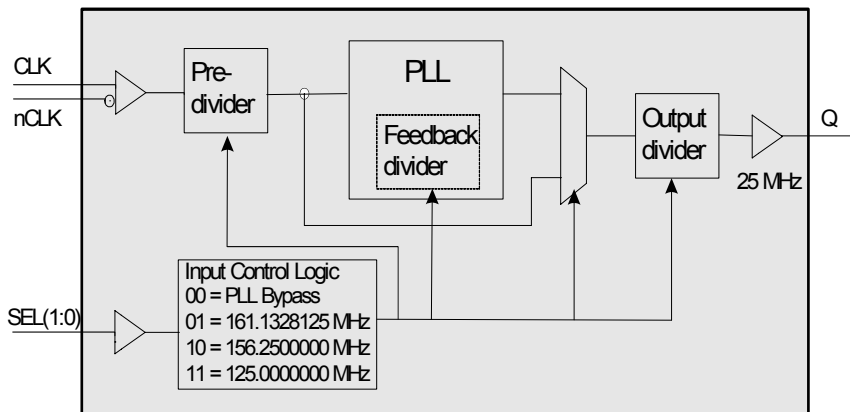 CLK
nCLK
Pre-
divider
PLL
Feedback
divider
Output
divider
Q
25 MHz
SEL(1:0)
Input Control Logic
00 = PLL Bypass
01 = 161.1328125 MHz
10 = 156.2500000 MHz
11 = 125.0000000 MHz